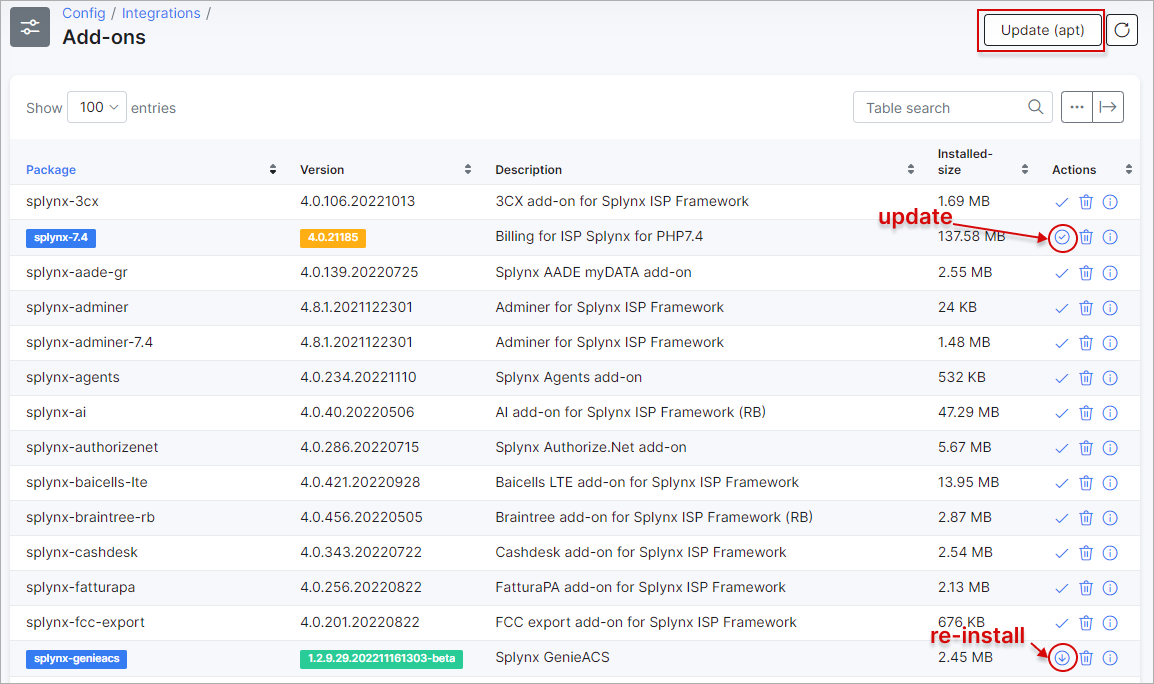 Config / Integrations /
Add-ons
Update (apt)
Show 100 entries
Table search
Package Version Description Installed-size Actions
splynx-3cx 4.0.106.20221013 3CX add-on for Splynx ISP Framework 1.69 MB
update
splynx-7.4 4.0.21185 Billing for ISP Splynx for PHP7.4 137.58 MB
splynx-aade-gr 4.0.139.20220725 Splynx AADE myDATA add-on 2.55 MB
splynx-adminer 4.8.1.2021122301 Adminer for Splynx ISP Framework 24 KB
splynx-adminer-7.4 4.8.1.2021122301 Adminer for Splynx ISP Framework 1.48 MB
splynx-agents 4.0.234.20221110 Splynx Agents add-on 532 KB
splynx-ai 4.0.40.20220506 AI add-on for Splynx ISP Framework (RB) 47.29 MB
splynx-authorizenet 4.0.286.20220715 Splynx Authorize.Net add-on 5.67 MB
splynx-baicells-lte 4.0.421.20220928 Baicells LTE add-on for Splynx ISP Framework 13.95 MB
splynx-braintree-rb 4.0.456.20220505 Braintree add-on for Splynx ISP Framework (RB) 2.87 MB
splynx-cashdesk 4.0.343.20220722 Cashdesk add-on for Splynx ISP Framework 2.54 MB
splynx-fatturapa 4.0.256.20220822 FatturaPA add-on for Splynx ISP Framework 2.13 MB
splynx-fcc-export 4.0.201.20220822 FCC export add-on for Splynx ISP Framework 676 KB
re-install
splynx-genieacs 1.2.9.29.202211161303-beta Splynx GenieACS 2.45 MB